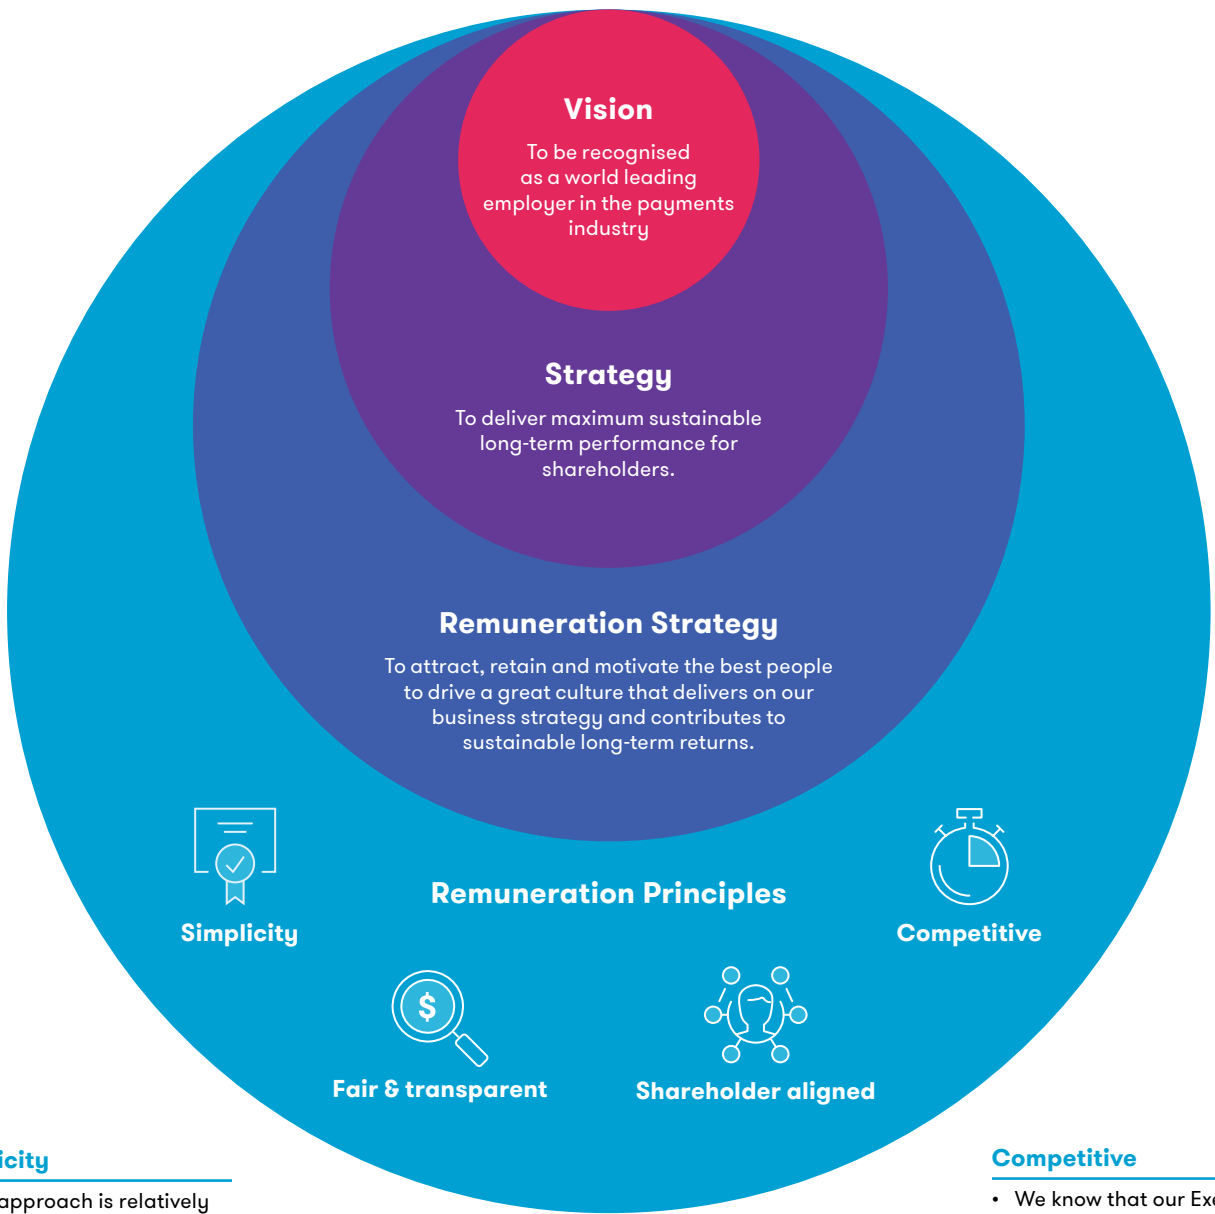 Vision
To be recognised
as a world leading
employer in the payments
industry
Strategy
To deliver maximum sustainable
long-term performance for
shareholders.
Remuneration Strategy
To attract, retain and motivate the best people
to drive a great culture that delivers on our
business strategy and contributes to
sustainable long-term returns.
Remuneration Principles
Simplicity
Competitive
$
Fair & transparent
Shareholder aligned
icity
approach is relatively
Competitive
• We know that our Exe